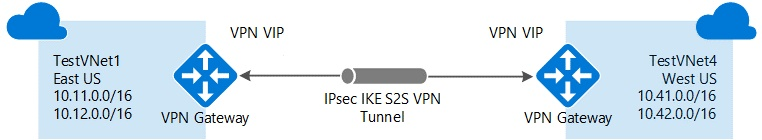 VPN VIP
VPN VIP
TestVNet1
East US
10.11.0.0/16
10.12.0.0/16
VPN Gateway
IPsec IKE S2S VPN
Tunnel
TestVNet4
West US
10.41.0.0/16
10.42.0.0/16
VPN Gateway